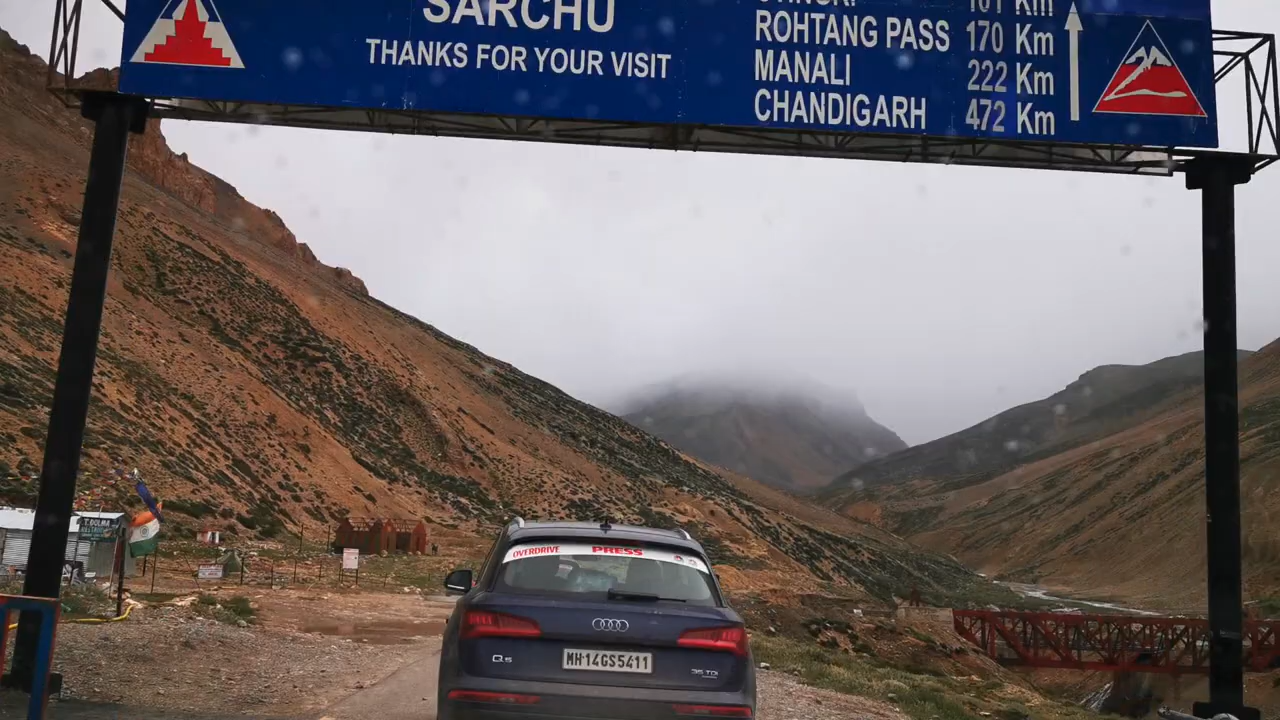 SARCHU
THANKS FOR YOUR VISIT
ROHTANG PASS 170 Km
MANALI 222 Km
CHANDIGARH 472 Km
T. DOLMA
OVERDRIVE PRESS
Q5
MH14GS5411
35 TDI